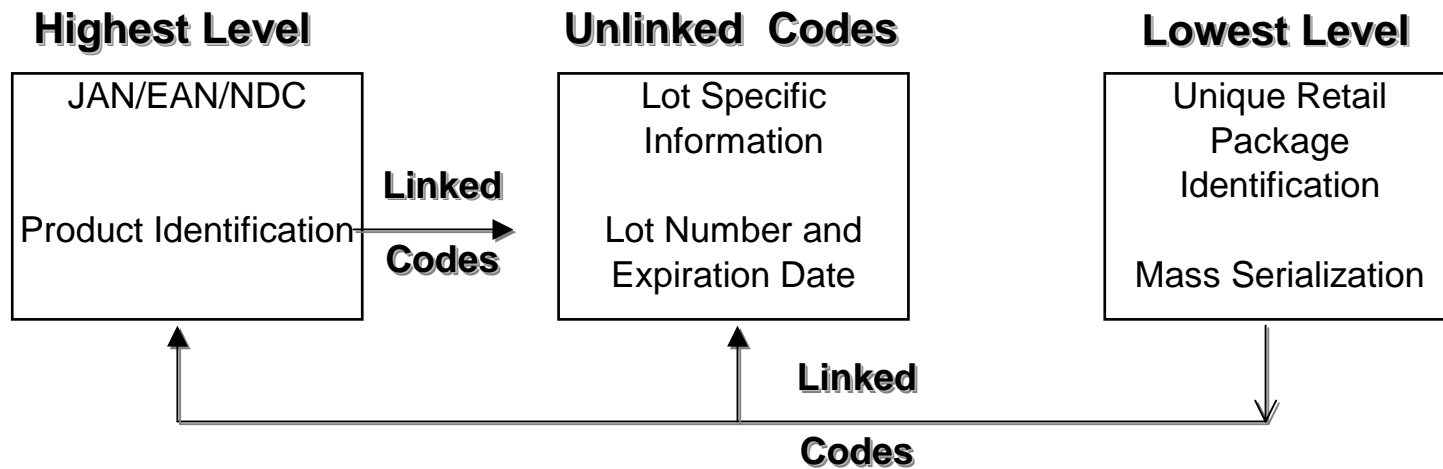 Highest Level
Unlinked Codes
Lowest Level
JAN/EAN/NDC
Product Identification
Linked
Codes
Lot Specific
Information
Lot Number and
Expiration Date
Unique Retail
Package
Identification
Mass Serialization
Linked
Codes